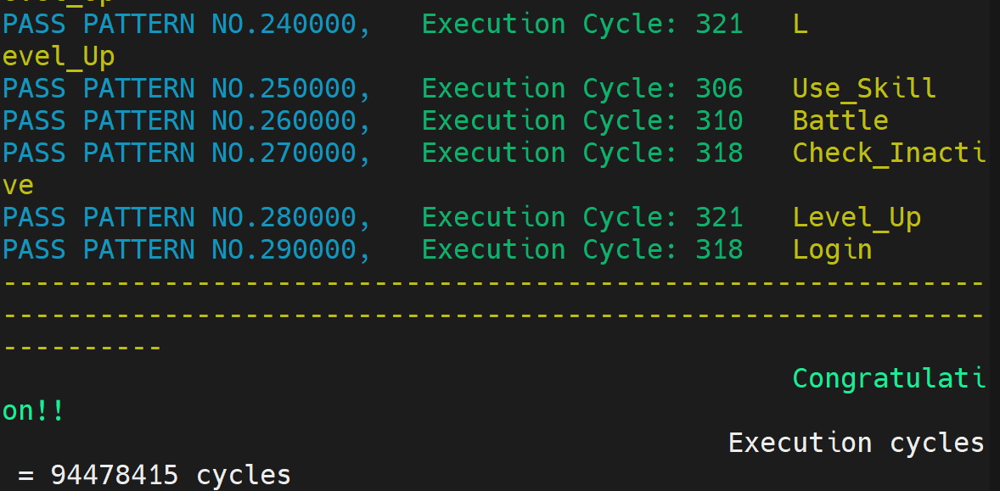 PASS PATTERN NO.240000,   Execution Cycle: 321   L
evel_Up
PASS PATTERN NO.250000,   Execution Cycle: 306   Use_Skill
PASS PATTERN NO.260000,   Execution Cycle: 310   Battle
PASS PATTERN NO.270000,   Execution Cycle: 318   Check_Inacti
ve
PASS PATTERN NO.280000,   Execution Cycle: 321   Level_Up
PASS PATTERN NO.290000,   Execution Cycle: 318   Login
-------------------------------------------------------------
-------------------------------------------------------------
----------
Congratulati
on!!
Execution cycles
 = 94478415 cycles